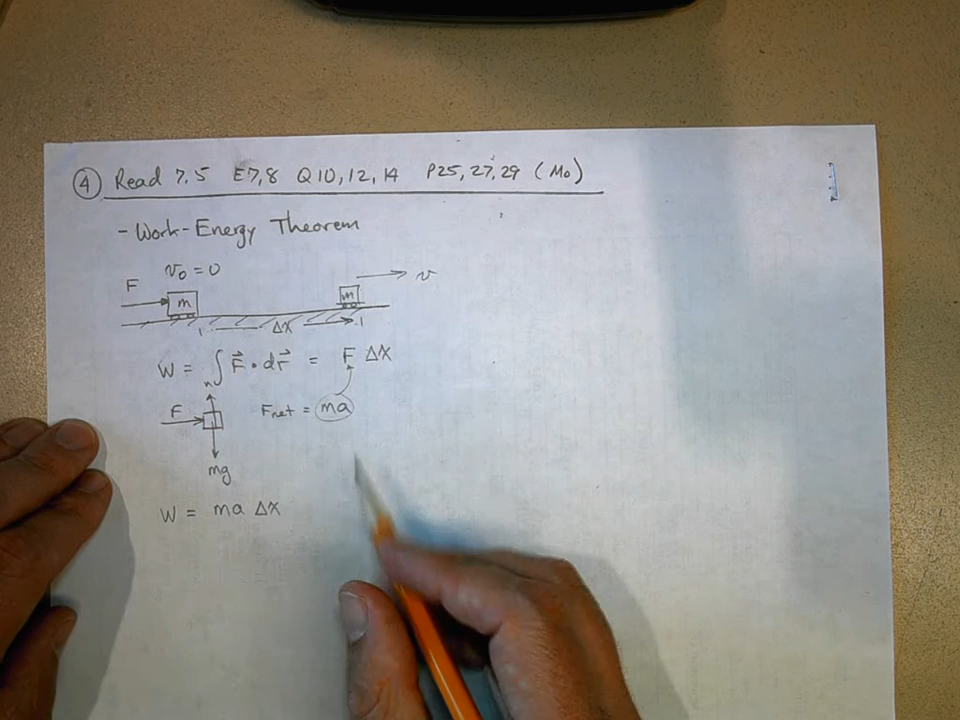 ④ Read 7.5 E7,8 Q10,12,14 P25,27,29 (Mo)
- Work-Energy Theorem
v₀ = 0
F m m v
Δx
W = ∫ F⃗ • dr⃗ = F Δx
n
F Fnet = ma
mg
W = ma Δx